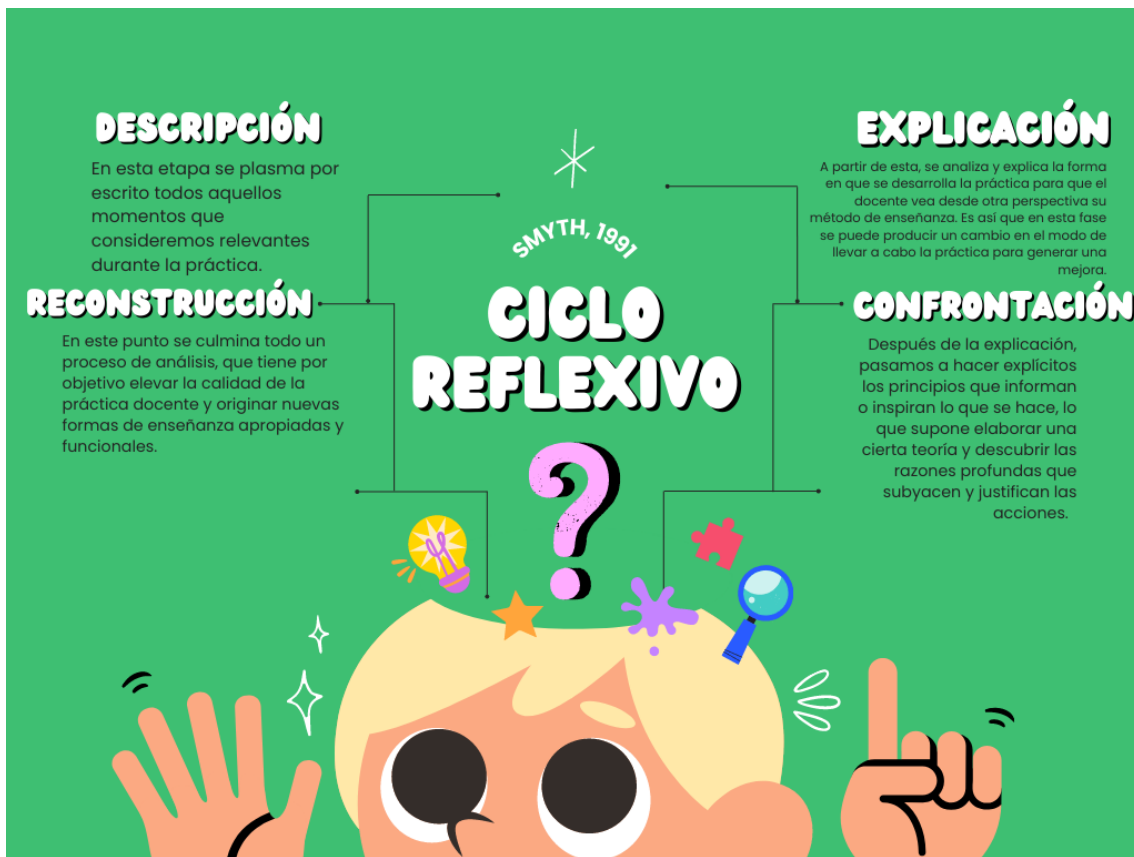 DESCRIPCIÓN
En esta etapa se plasma por
escrito todos aquellos
momentos que
consideremos relevantes
durante la práctica.
RECONSTRUCCIÓN
En este punto se culmina todo un
proceso de análisis, que tiene por
objetivo elevar la calidad de la
práctica docente y originar nuevas
formas de enseñanza apropiadas y
funcionales.
SMYTH, 1991
CICLO
REFLEXIVO
?
EXPLICACIÓN
A partir de esta, se analiza y explica la forma
en que se desarrolla la práctica para que el
docente vea desde otra perspectiva su
método de enseñanza. Es así que en esta fase
se puede producir un cambio en el modo de
llevar a cabo la práctica para generar una
mejora.
CONFRONTACIÓN
Después de la explicación,
pasamos a hacer explícitos
los principios que informan
o inspiran lo que se hace, lo
que supone elaborar una
cierta teoría y descubrir las
razones profundas que
subyacen y justifican las
acciones.